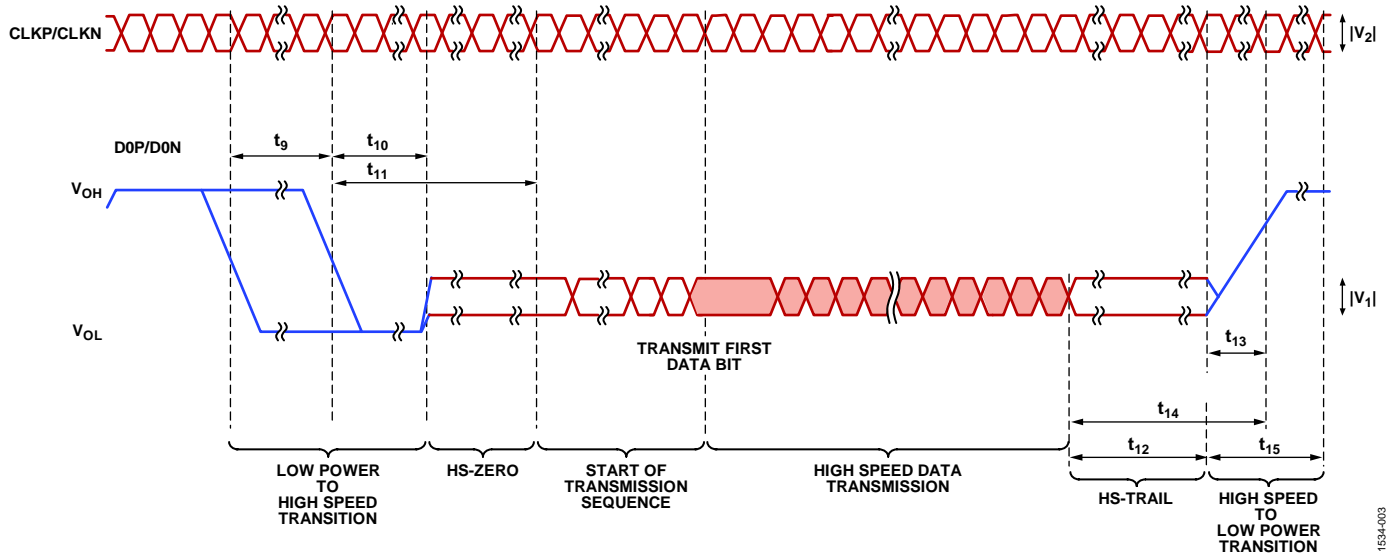 CLKP/CLKN
|V2|
t9
t10
D0P/D0N
t11
VOH
|V1|
VOL
TRANSMIT FIRST
DATA BIT
t13
t14
t12
t15
LOW POWER
TO
HIGH SPEED
TRANSITION
HS-ZERO
START OF
TRANSMISSION
SEQUENCE
HIGH SPEED DATA
TRANSMISSION
HS-TRAIL
HIGH SPEED
TO
LOW POWER
TRANSITION
1534-003